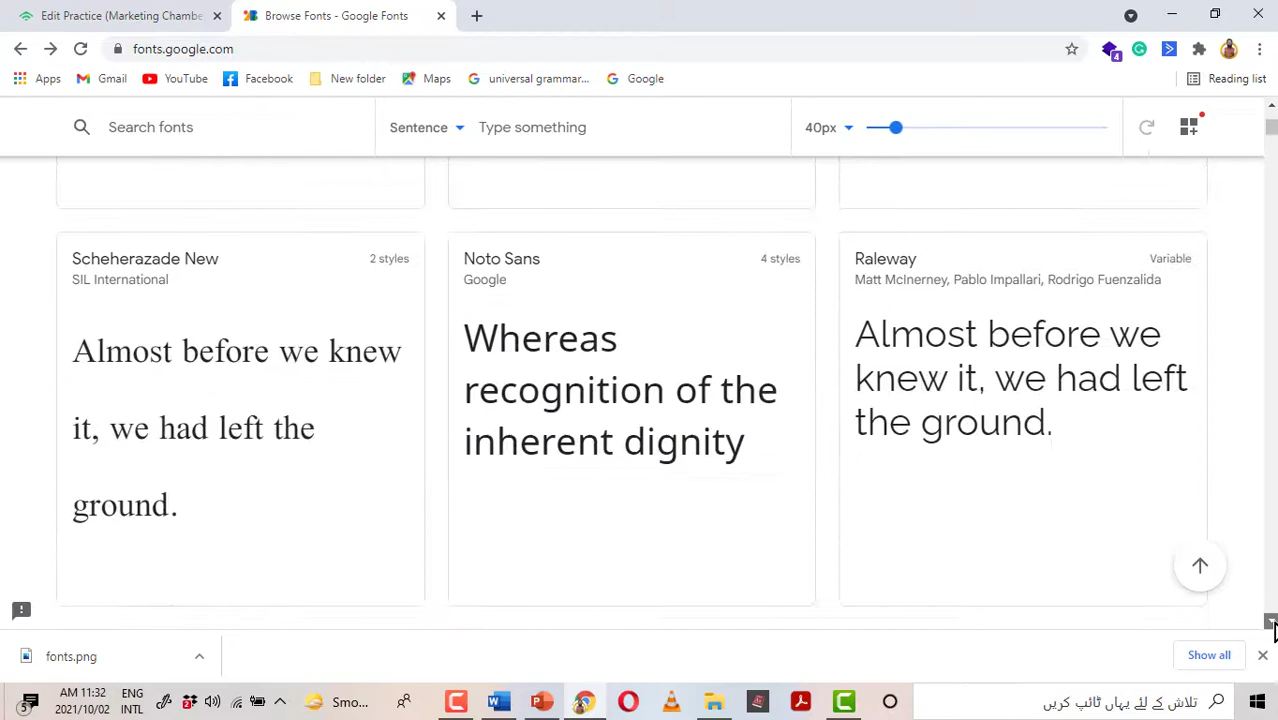 Edit Practice (Marketing Chambe
Browse Fonts - Google Fonts
fonts.google.com
4
Apps
Gmail
YouTube
Facebook
New folder
Maps
universal grammar...
Google
Reading list
Search fonts
Sentence
Type something
40px
Scheherazade New
2 styles
SIL International
Almost before we knew
it, we had left the
ground.
Noto Sans
4 styles
Google
Whereas
recognition of the
inherent dignity
Raleway
Variable
Matt McInerney, Pablo Impallari, Rodrigo Fuenzalida
Almost before we
knew it, we had left
the ground.
fonts.png
Show all
5
AM 11:32
2021/10/02
ENG
INTL
2
Smo...
تلاش کے لئے یہاں ٹائپ کریں